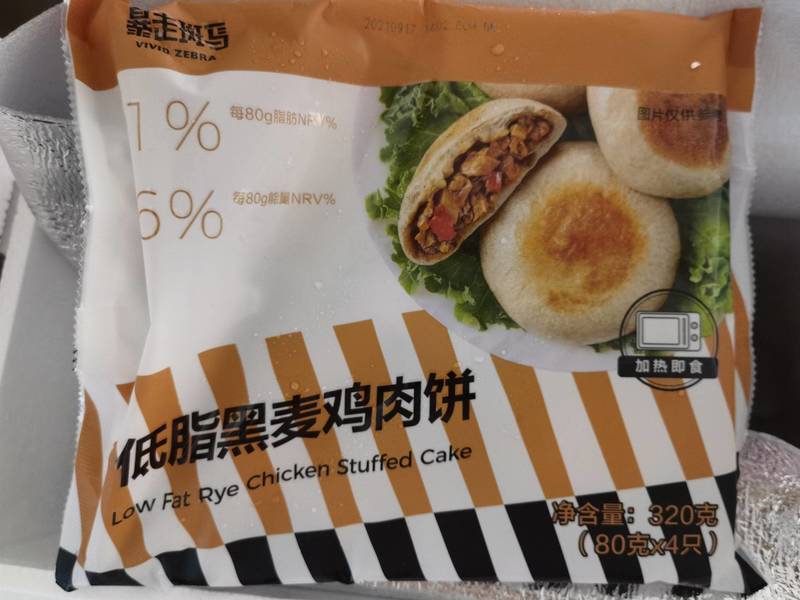 暴走斑马
VIVID ZEBRA
20210917
1%
每80g脂肪NRV%
6%
每80g能量NRV%
图片仅供
加热即食
低脂黑麦鸡肉饼
Low Fat Rye Chicken Stuffed Cake
净含量：320克
（80克x4只）